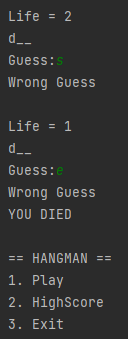 Life = 2
d__
Guess:s
Wrong Guess
Life = 1
d__
Guess:e
Wrong Guess
YOU DIED
== HANGMAN ==
1. Play
2. HighScore
3. Exit